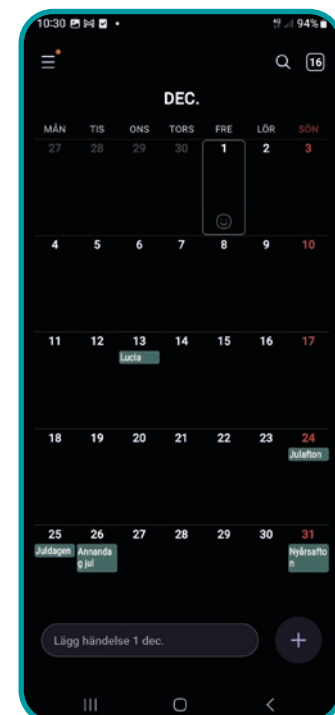 10:30 94%
16
DEC.
MÅN TIS ONS TORS FRE LÖR SÖN
27 28 29 30 1 2 3
4 5 6 7 8 9 10
11 12 13 14 15 16 17
Lucia
18 19 20 21 22 23 24
Julafton
25 26 27 28 29 30 31
Juldagen Annanda Nyårsafto
g jul n
Lägg händelse 1 dec.
+